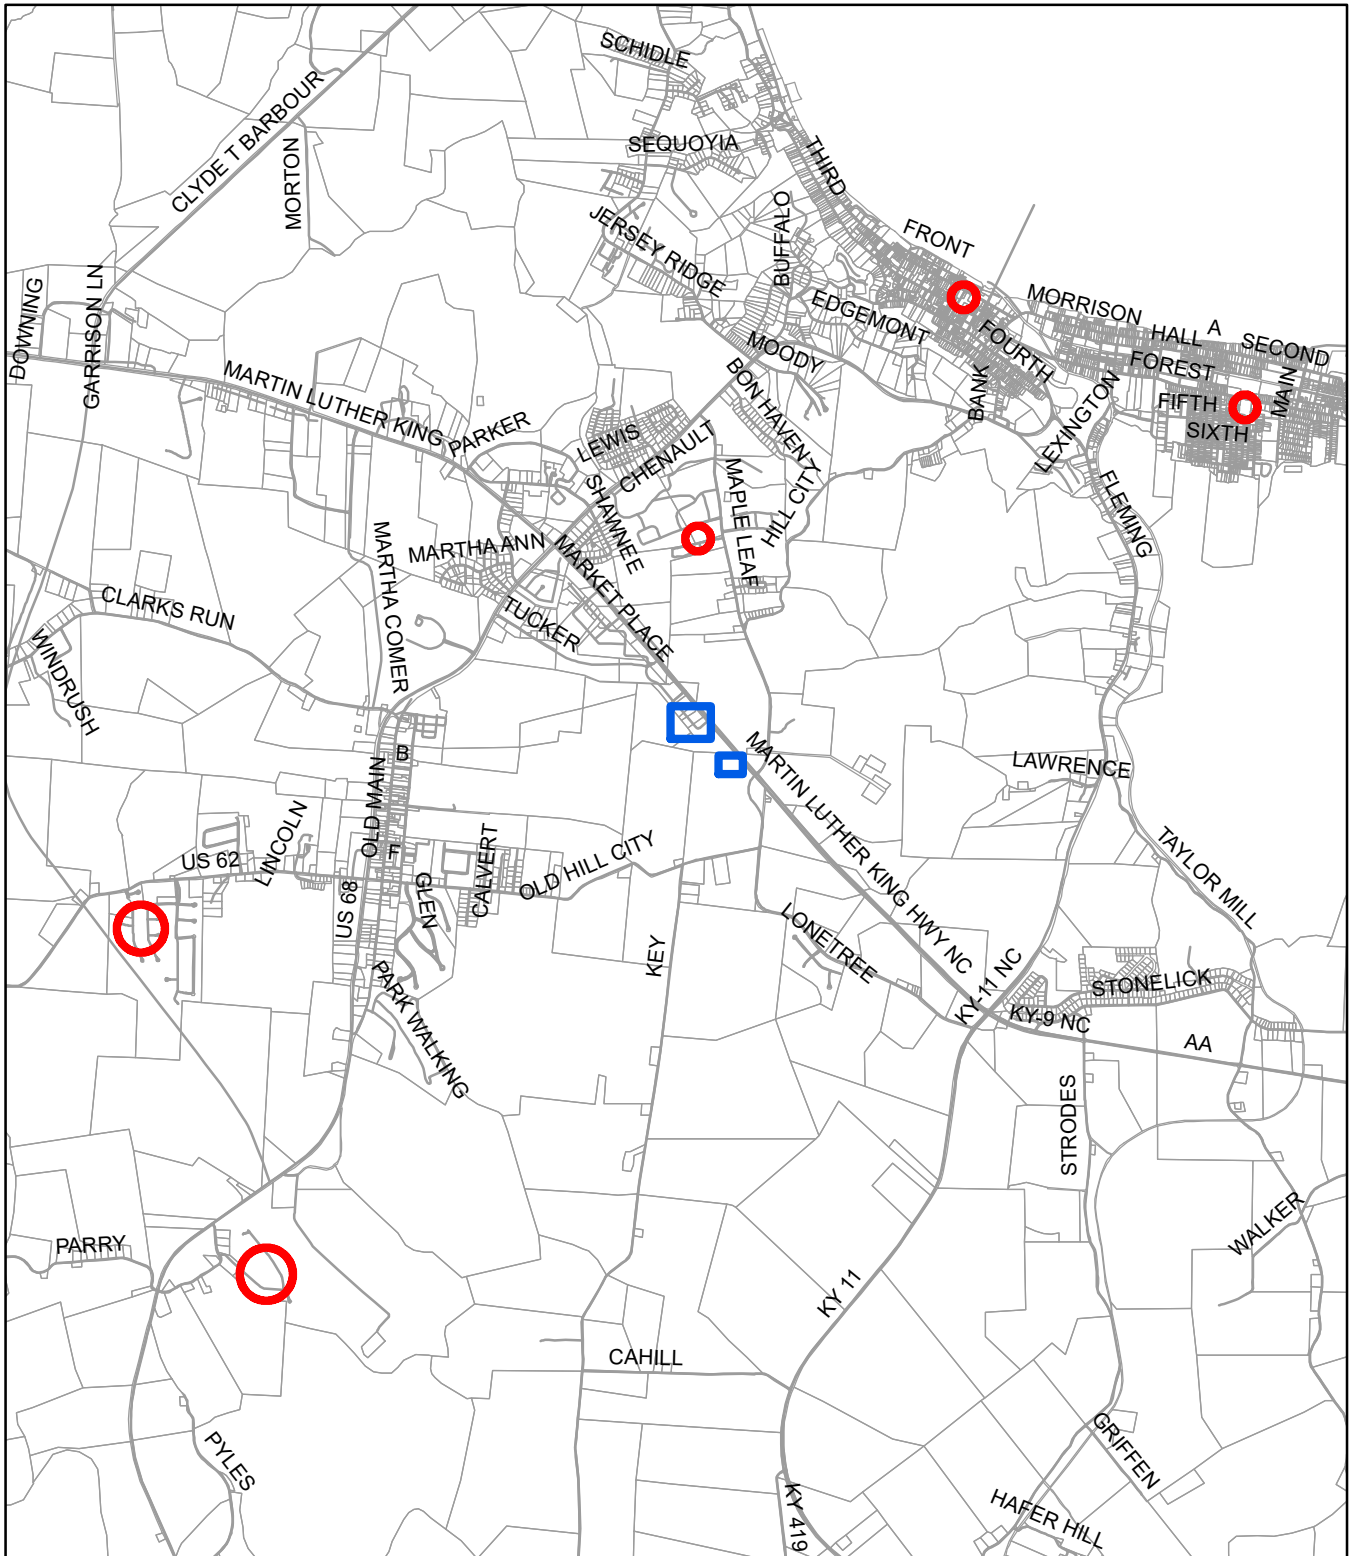 SCHIDLE
CLYDE T BARBOUR
SEQUOYIA
THIRD
MORTON
BUFFALO
JERSEY RIDGE
FRONT
DOWNING
GARRISON LN
EDGEMONT
MORRISON
HALL
A
SECOND
FOURTH
FOREST
MOODY
MARTIN LUTHER KING
BON HAVEN
BANK
MAIN
FIFTH
SIXTH
LEXINGTON
PARKER
LEWIS
CHENAULT
MAPLE LEAF
HILL CITY
FLEMING
SHAWNEE
MARTHA ANN
MARKET PLACE
MARTHA COMER
CLARKS RUN
TUCKER
WINDRUSH
B
MARTIN LUTHER KING HWY NC
LAWRENCE
OLD MAIN
LINCOLN
US 62
F
CALVERT
OLD HILL CITY
GLEN
TAYLOR MILL
US 68
KEY
LONETREE
PARK WALKING
KY-11 NC
STONELICK
KY-9 NC
AA
STRODES
WALKER
PARRY
KY 11
CAHILL
PYLES
GRIFFEN
KY 419
HAFER HILL